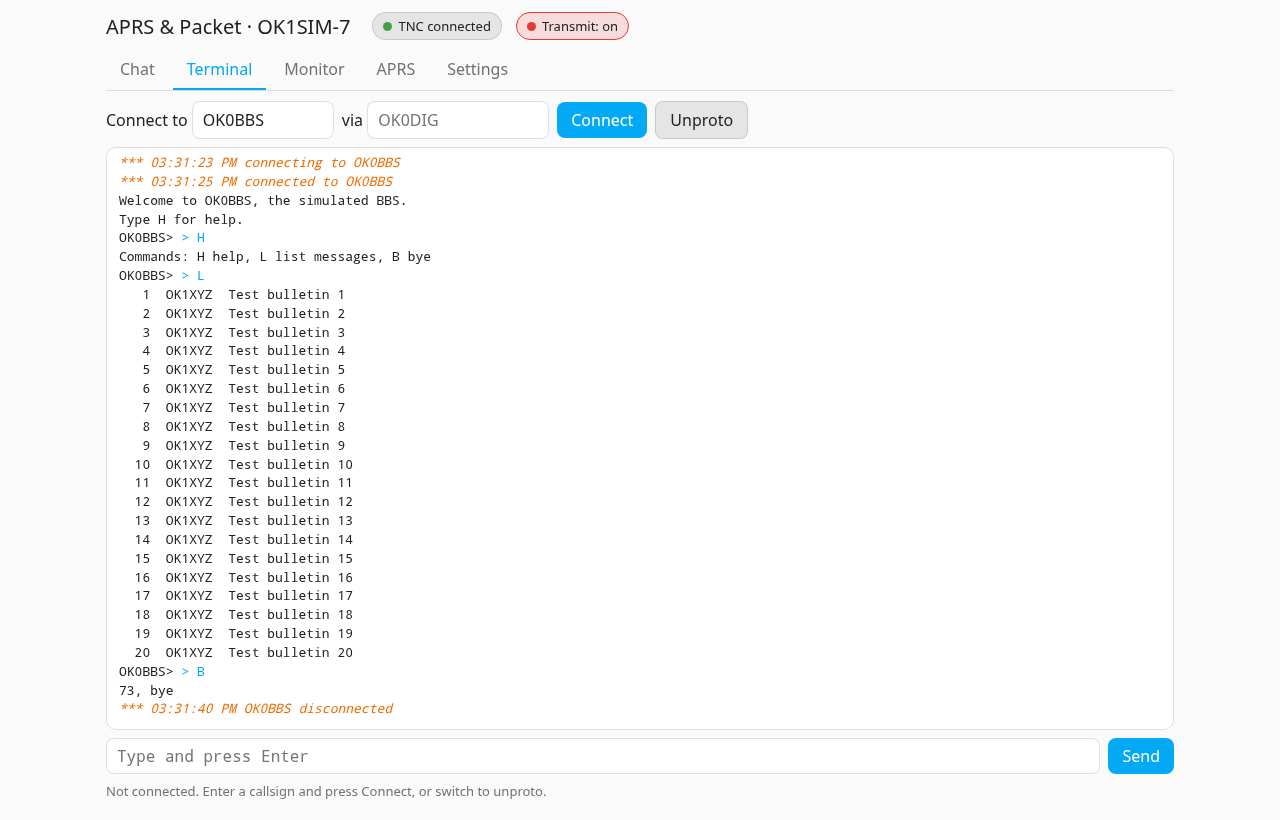 APRS & Packet · OK1SIM-7 TNC connected Transmit: on
Chat Terminal Monitor APRS Settings
Connect to OK0BBS via OK0DIG Connect Unproto
*** 03:31:23 PM connecting to OK0BBS
*** 03:31:25 PM connected to OK0BBS
Welcome to OK0BBS, the simulated BBS.
Type H for help.
OK0BBS> > H
Commands: H help, L list messages, B bye
OK0BBS> > L
1 OK1XYZ Test bulletin 1
2 OK1XYZ Test bulletin 2
3 OK1XYZ Test bulletin 3
4 OK1XYZ Test bulletin 4
5 OK1XYZ Test bulletin 5
6 OK1XYZ Test bulletin 6
7 OK1XYZ Test bulletin 7
8 OK1XYZ Test bulletin 8
9 OK1XYZ Test bulletin 9
10 OK1XYZ Test bulletin 10
11 OK1XYZ Test bulletin 11
12 OK1XYZ Test bulletin 12
13 OK1XYZ Test bulletin 13
14 OK1XYZ Test bulletin 14
15 OK1XYZ Test bulletin 15
16 OK1XYZ Test bulletin 16
17 OK1XYZ Test bulletin 17
18 OK1XYZ Test bulletin 18
19 OK1XYZ Test bulletin 19
20 OK1XYZ Test bulletin 20
OK0BBS> > B
73, bye
*** 03:31:40 PM OK0BBS disconnected
Type and press Enter Send
Not connected. Enter a callsign and press Connect, or switch to unproto.